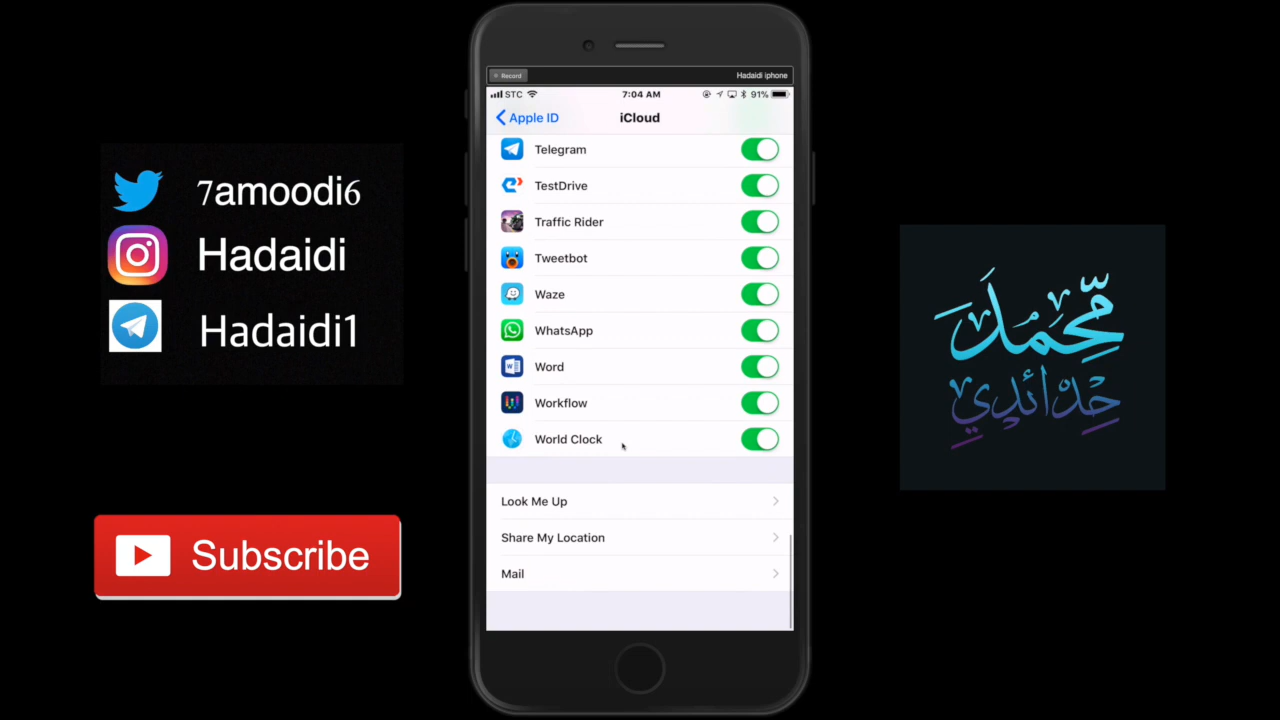 7amoodi6
Hadaidi
Hadaidi1
Subscribe
Record
Hadaidi iphone
STC
7:04 AM
91%
Apple ID
iCloud
Telegram
TestDrive
Traffic Rider
Tweetbot
Waze
WhatsApp
Word
Workflow
World Clock
Look Me Up
Share My Location
Mail
محمد
حدائدي